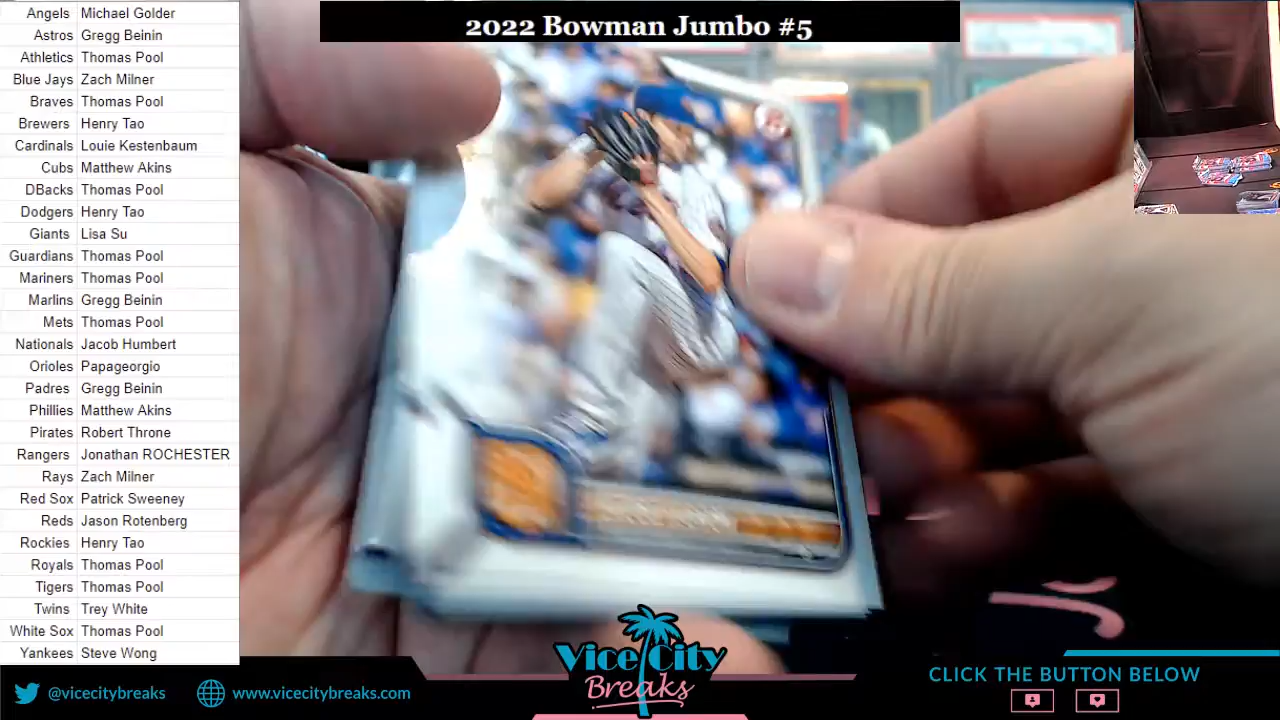 2022 Bowman Jumbo #5
Angels Michael Golder
Astros Gregg Beinin
Athletics Thomas Pool
Blue Jays Zach Milner
Braves Thomas Pool
Brewers Henry Tao
Cardinals Louie Kestenbaum
Cubs Matthew Akins
DBacks Thomas Pool
Dodgers Henry Tao
Giants Lisa Su
Guardians Thomas Pool
Mariners Thomas Pool
Marlins Gregg Beinin
Mets Thomas Pool
Nationals Jacob Humbert
Orioles Papageorgio
Padres Gregg Beinin
Phillies Matthew Akins
Pirates Robert Throne
Rangers Jonathan ROCHESTER
Rays Zach Milner
Red Sox Patrick Sweeney
Reds Jason Rotenberg
Rockies Henry Tao
Royals Thomas Pool
Tigers Thomas Pool
Twins Trey White
White Sox Thomas Pool
Yankees Steve Wong
@vicecitybreaks www.vicecitybreaks.com
Vice City
Breaks
CLICK THE BUTTON BELOW